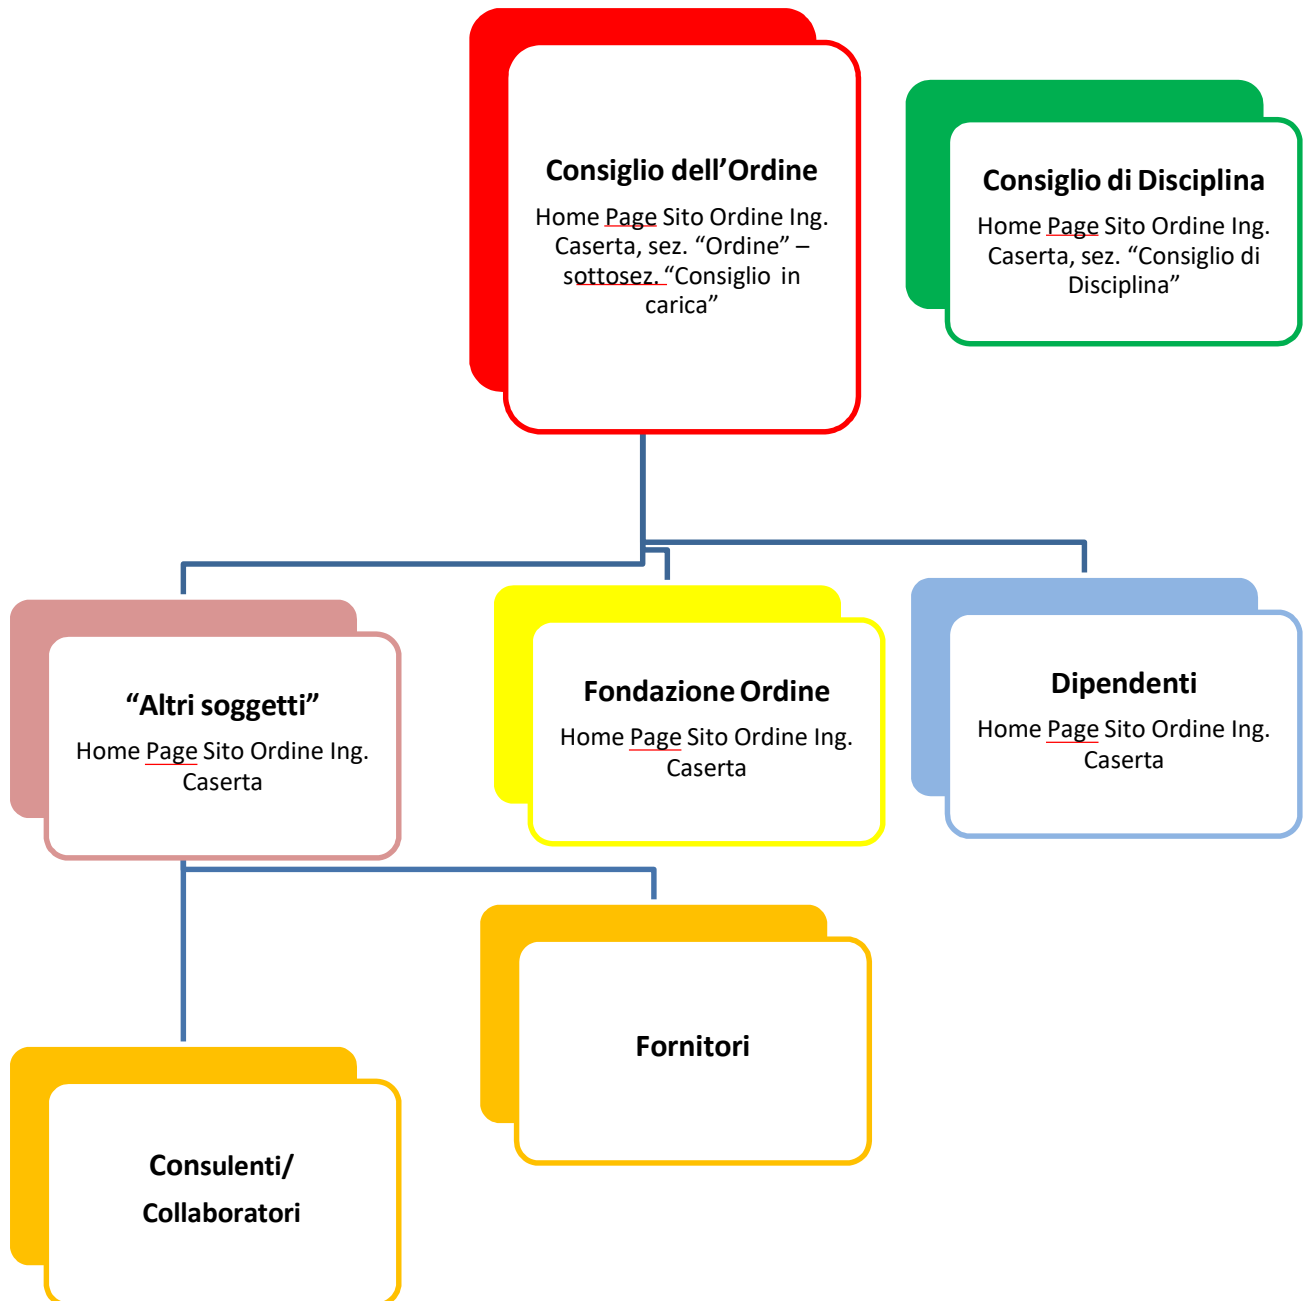 Consiglio dell’Ordine
Home Page Sito Ordine Ing.
Caserta, sez. “Ordine” –
sottosez. “Consiglio in
carica”
Consiglio di Disciplina
Home Page Sito Ordine Ing.
Caserta, sez. “Consiglio di
Disciplina”
“Altri soggetti”
Home Page Sito Ordine Ing.
Caserta
Fondazione Ordine
Home Page Sito Ordine Ing.
Caserta
Dipendenti
Home Page Sito Ordine Ing.
Caserta
Fornitori
Consulenti/
Collaboratori